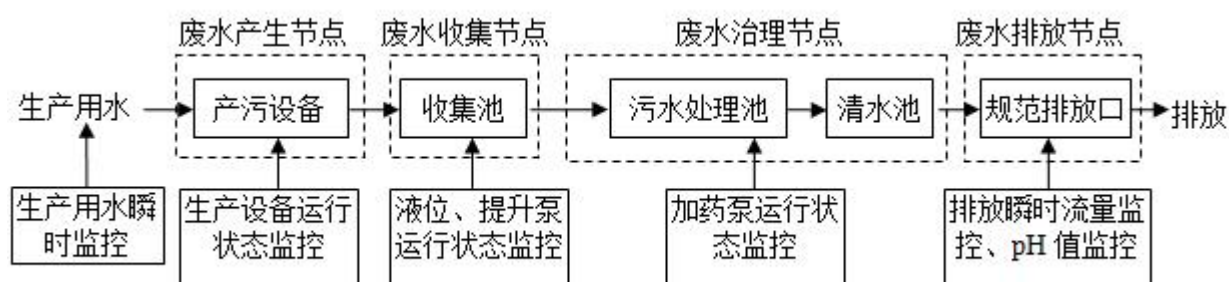 废水产生节点
废水收集节点
废水治理节点
废水排放节点
生产用水
产污设备
收集池
污水处理池
清水池
规范排放口
排放
生产用水瞬
时监控
生产设备运行
状态监控
液位、提升泵
运行状态监控
加药泵运行状
态监控
排放瞬时流量监
控、pH 值监控